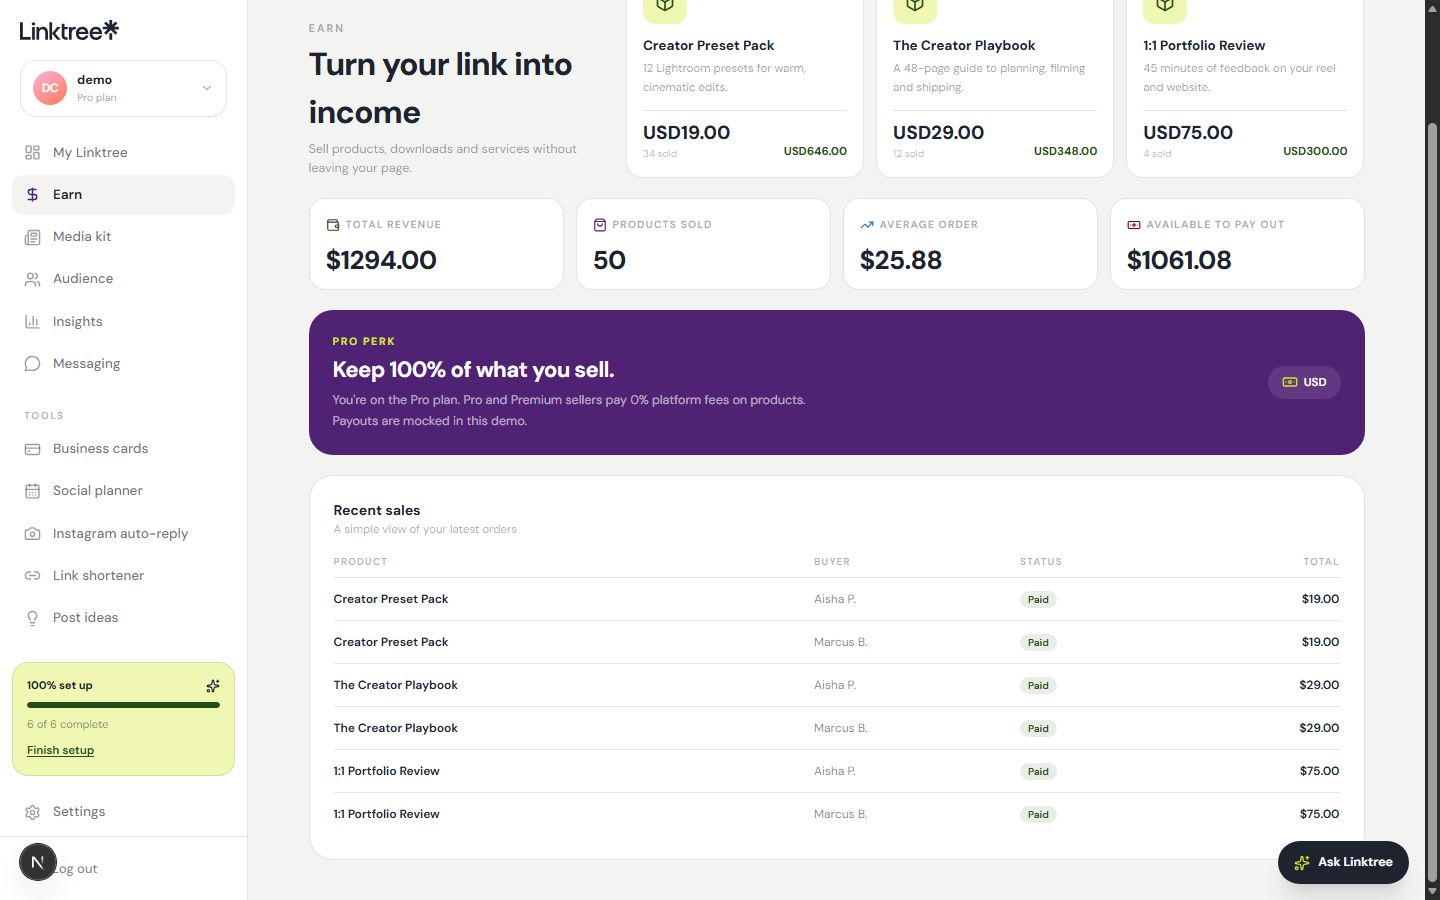 Linktree
DC
demo
Pro plan
My Linktree
Earn
Media kit
Audience
Insights
Messaging
TOOLS
Business cards
Social planner
Instagram auto-reply
Link shortener
Post ideas
100% set up
6 of 6 complete
Finish setup
Settings
N
Log out
EARN
Turn your link into
income
Sell products, downloads and services without
leaving your page.
Creator Preset Pack
12 Lightroom presets for warm,
cinematic edits.
USD19.00
34 sold
USD646.00
The Creator Playbook
A 48-page guide to planning, filming
and shipping.
USD29.00
12 sold
USD348.00
1:1 Portfolio Review
45 minutes of feedback on your reel
and website.
USD75.00
4 sold
USD300.00
TOTAL REVENUE
$1294.00
PRODUCTS SOLD
50
AVERAGE ORDER
$25.88
AVAILABLE TO PAY OUT
$1061.08
PRO PERK
Keep 100% of what you sell.
You're on the Pro plan. Pro and Premium sellers pay 0% platform fees on products.
Payouts are mocked in this demo.
USD
Recent sales
A simple view of your latest orders
PRODUCT BUYER STATUS TOTAL
Creator Preset Pack Aisha P. Paid $19.00
Creator Preset Pack Marcus B. Paid $19.00
The Creator Playbook Aisha P. Paid $29.00
The Creator Playbook Marcus B. Paid $29.00
1:1 Portfolio Review Aisha P. Paid $75.00
1:1 Portfolio Review Marcus B. Paid $75.00
Ask Linktree